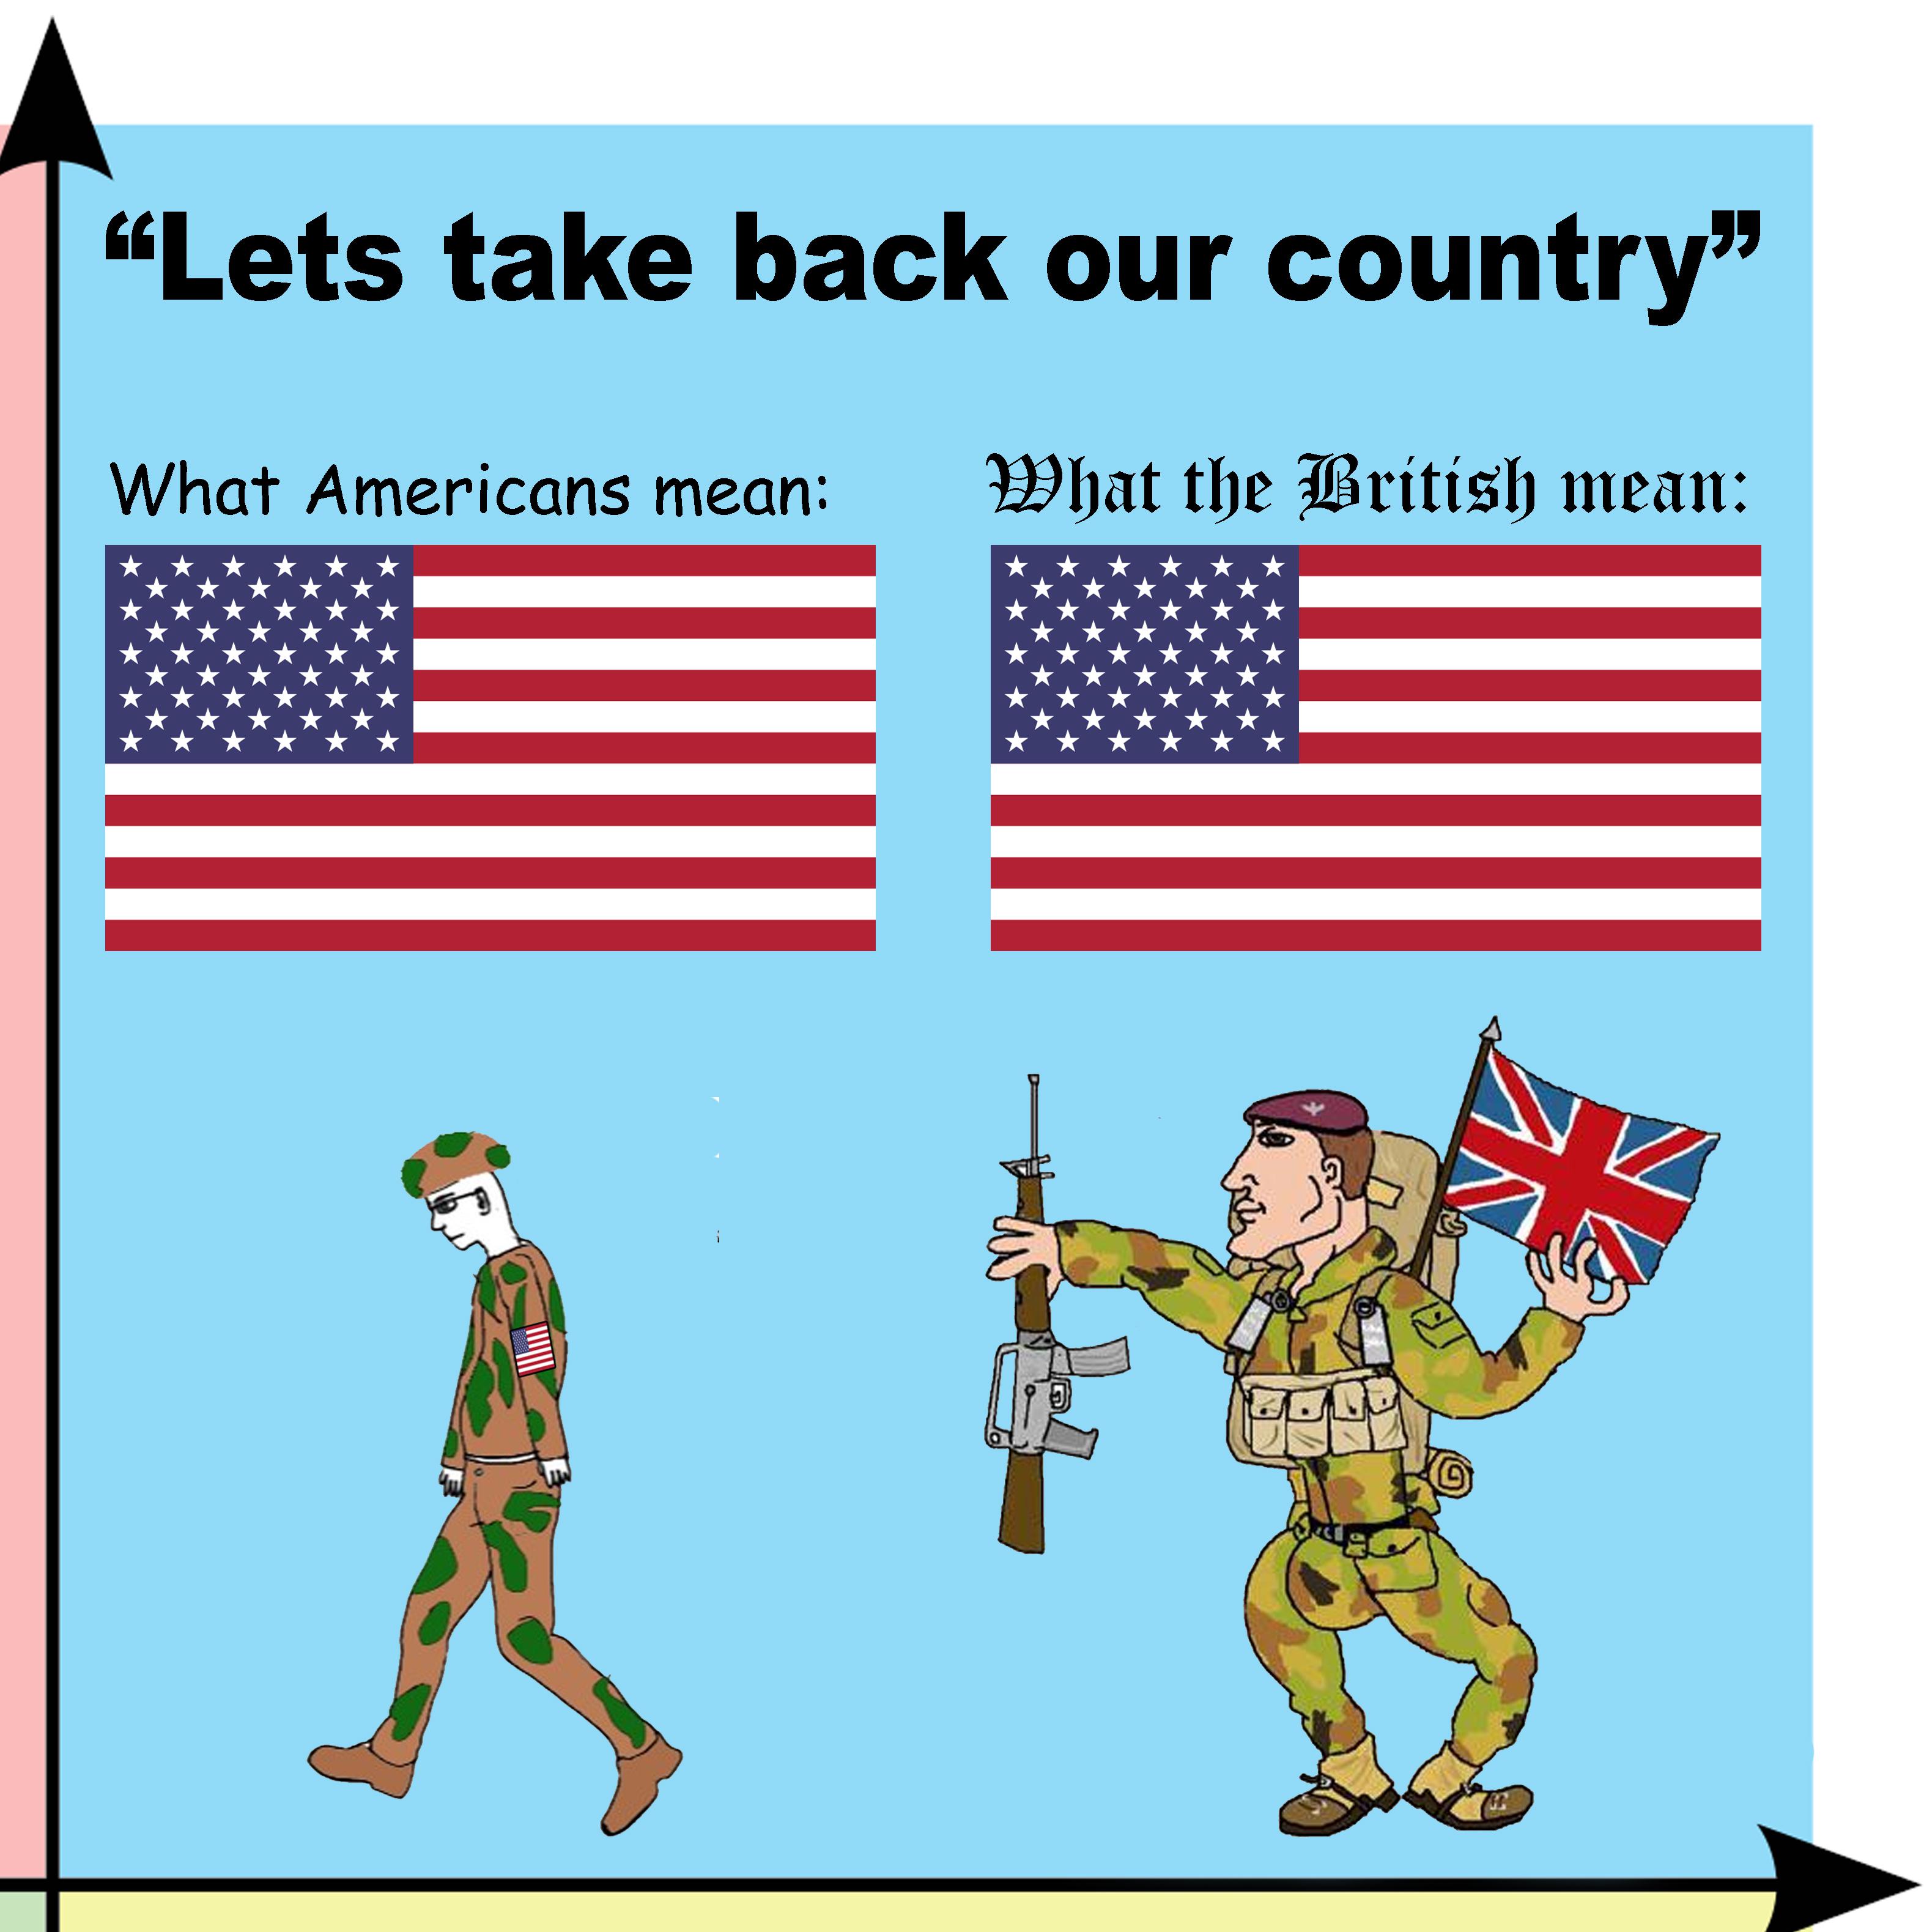 “Lets take back our country”
What Americans mean:
What the British mean: